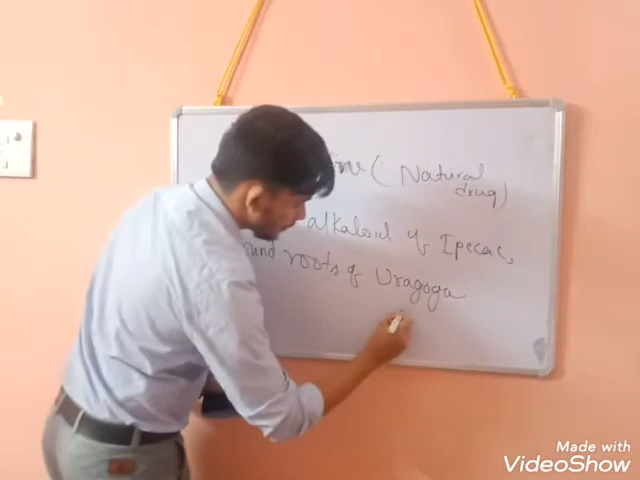 ( Natural
drug)
alkaloid of Ipecac,
roots of Uragoga
Made with
VideoShow